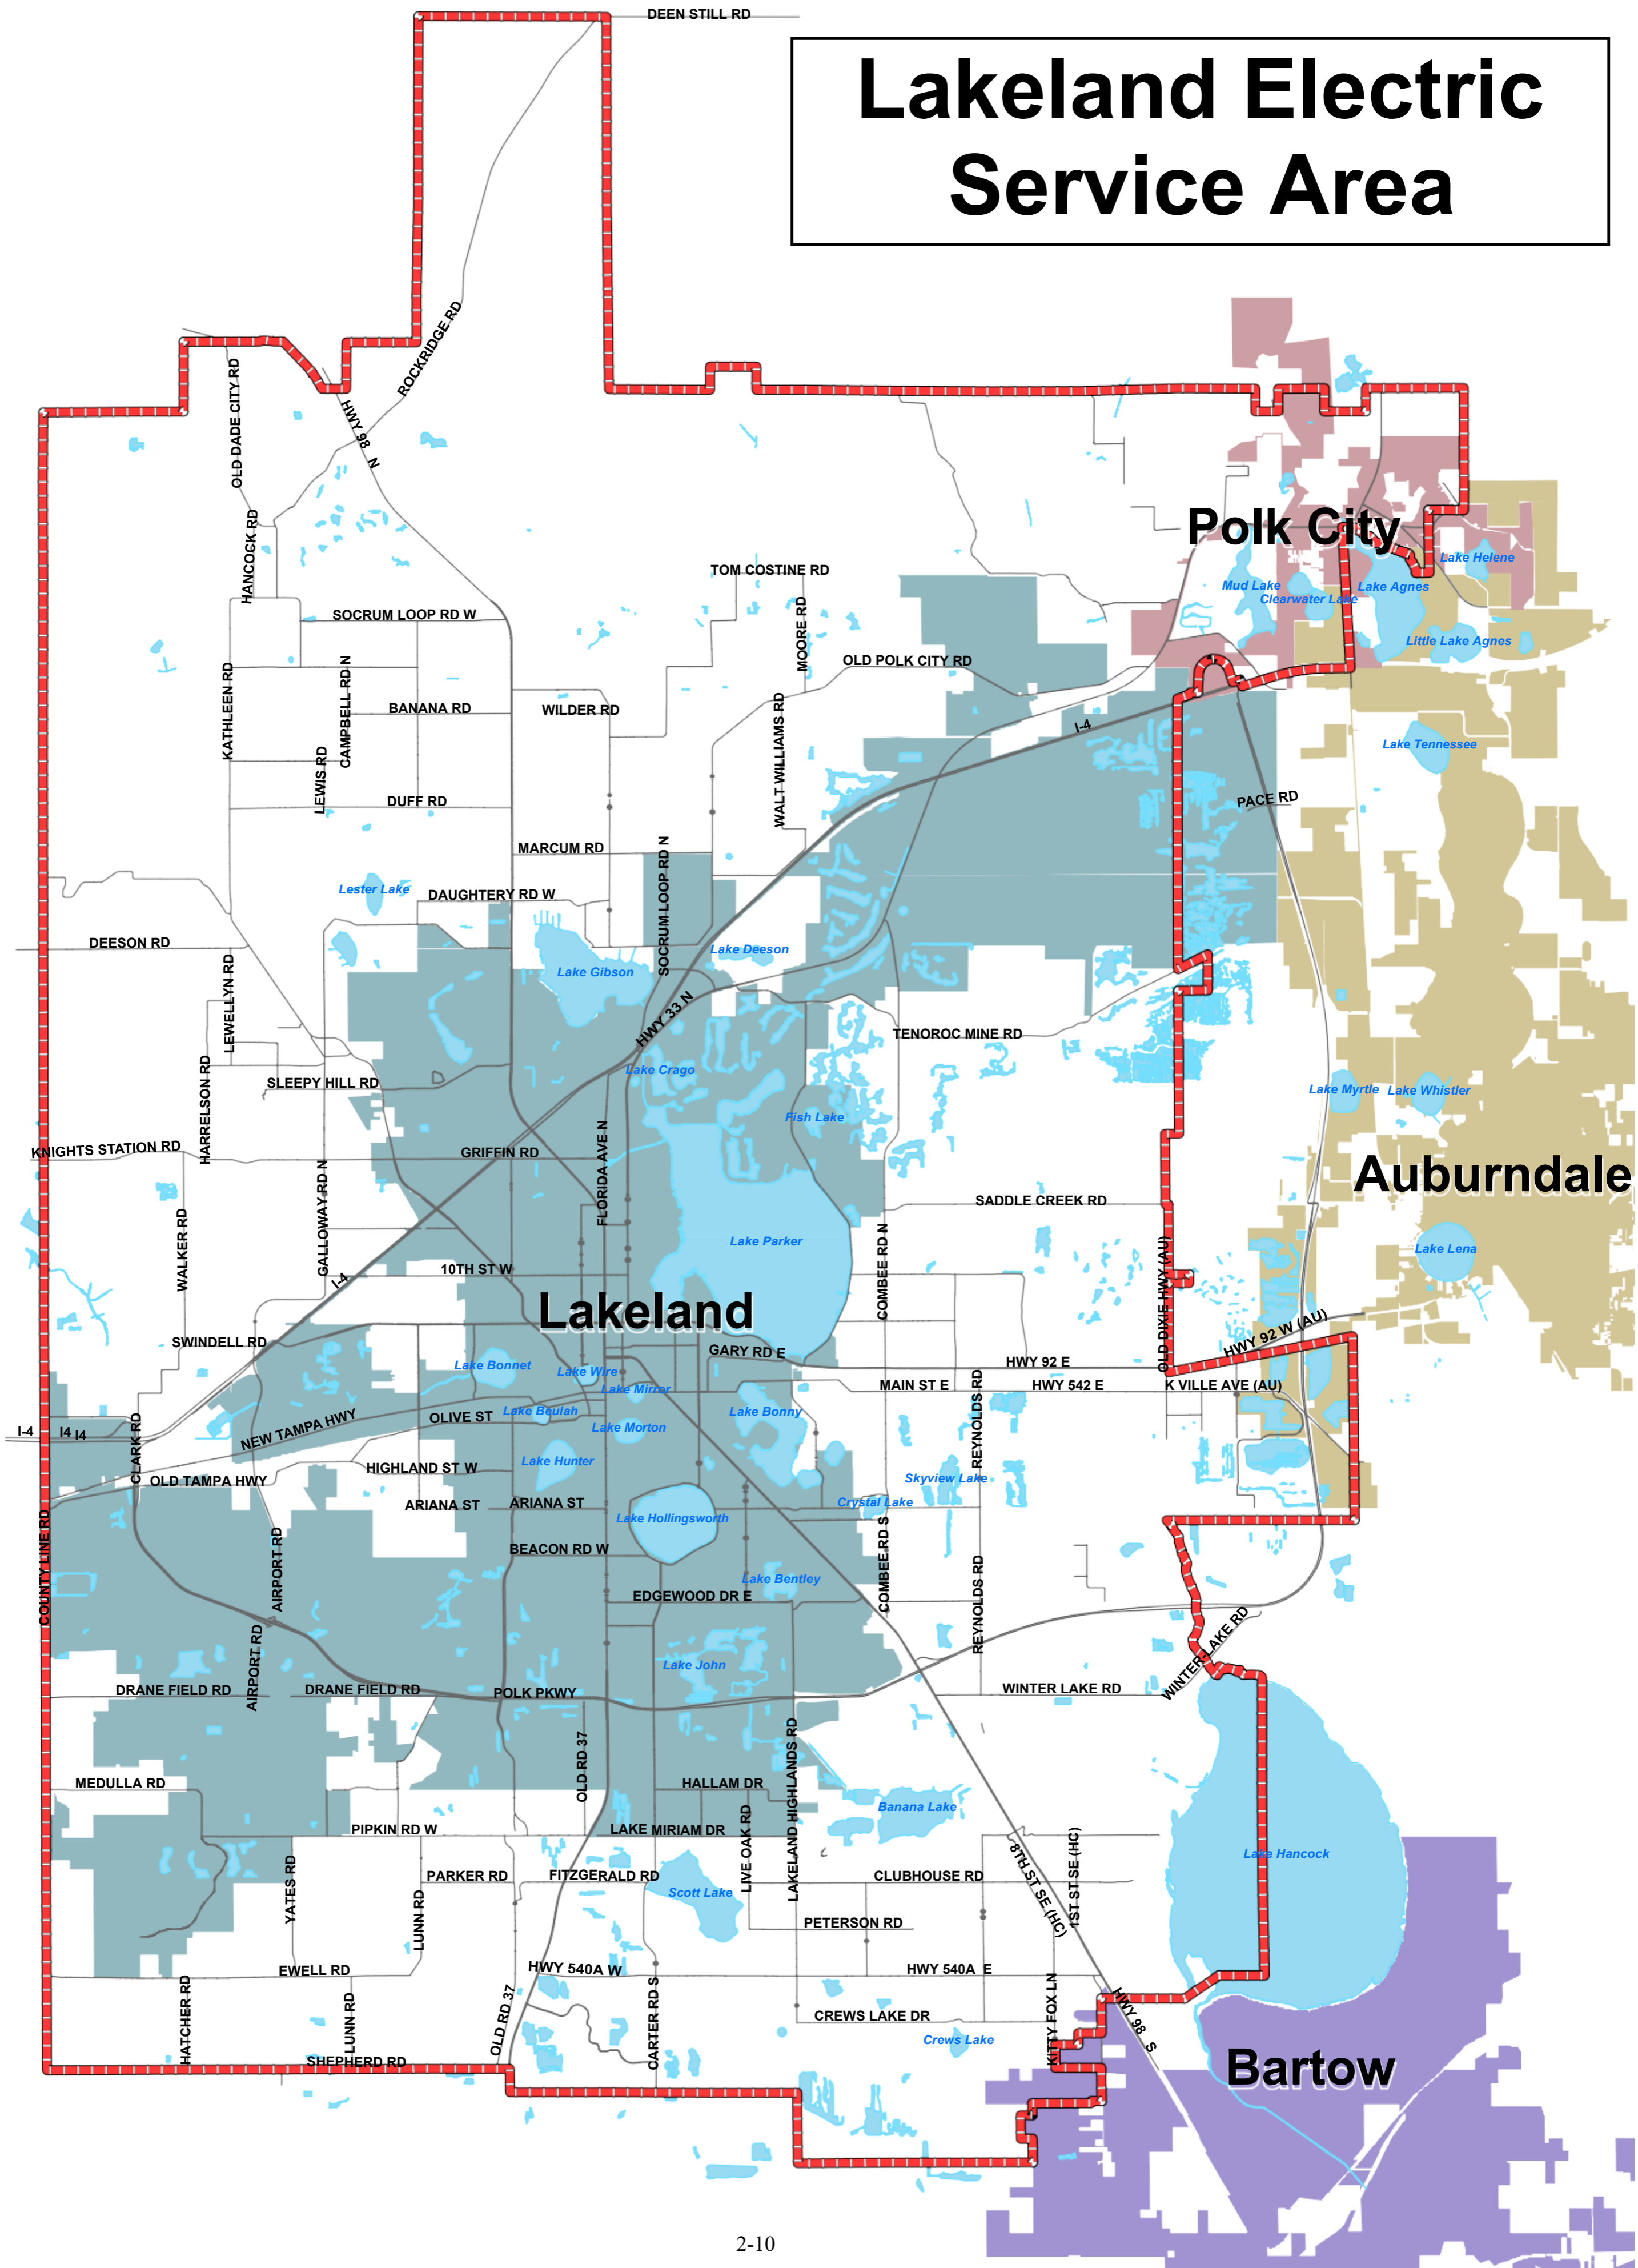 DEEN STILL RD
Lakeland Electric
Service Area
ROCKRIDGE RD
OLD DADE CITY RD
HWY 98 N
HANCOCK RD
Polk City
Lake Helene
TOM COSTINE RD
Mud Lake
Lake Agnes
Clearwater Lake
SOCRUM LOOP RD W
MOORE RD
Little Lake Agnes
OLD POLK CITY RD
KATHLEEN RD
CAMPBELL RD N
BANANA RD
WILDER RD
I-4
WALT WILLIAMS RD
Lake Tennessee
LEWIS RD
DUFF RD
PACE RD
MARCUM RD
SOCRUM LOOP RD N
Lester Lake
DAUGHTERY RD W
DEESON RD
Lake Deeson
Lake Gibson
LEWELLYN RD
HWY 33 N
TENOROC MINE RD
Lake Crago
SLEEPY HILL RD
HARRELSON RD
Lake Myrtle
Lake Whistler
Fish Lake
KNIGHTS STATION RD
GRIFFIN RD
FLORIDA AVE N
Auburndale
SADDLE CREEK RD
GALLOWAY RD N
WALKER RD
Lake Parker
Lake Lena
COMBEE RD N
OLD DIXIE HWY (AU)
10TH ST W
I-4
Lakeland
SWINDELL RD
HWY 92 W (AU)
GARY RD E
HWY 92 E
Lake Bonnet
Lake Wire
Lake Mirror
MAIN ST E
HWY 542 E
K VILLE AVE (AU)
REYNOLDS RD
NEW TAMPA HWY
OLIVE ST
Lake Beulah
Lake Morton
Lake Bonny
I-4
I4
I4
CLARK RD
Lake Hunter
HIGHLAND ST W
OLD TAMPA HWY
Skyview Lake
ARIANA ST
ARIANA ST
Crystal Lake
Lake Hollingsworth
COUNTY LINE RD
AIRPORT RD
BEACON RD W
COMBEE RD S
Lake Bentley
EDGEWOOD DR E
REYNOLDS RD
AIRPORT RD
Lake John
WINTER LAKE RD
DRANE FIELD RD
DRANE FIELD RD
POLK PKWY
WINTER LAKE RD
OLD RD 37
LAKELAND HIGHLANDS RD
MEDULLA RD
HALLAM DR
Banana Lake
PIPKIN RD W
LAKE MIRIAM DR
LIVE OAK RD
8TH ST SE (HC)
1ST ST SE (HC)
Lake Hancock
YATES RD
PARKER RD
FITZGERALD RD
CLUBHOUSE RD
Scott Lake
LUNN RD
PETERSON RD
EWELL RD
HWY 540A W
HWY 540A E
HATCHER RD
LUNN RD
OLD RD 37
CARTER RD S
CREWS LAKE DR
KITTY FOX LN
HWY 98 S
Crews Lake
SHEPHERD RD
Bartow
2-10